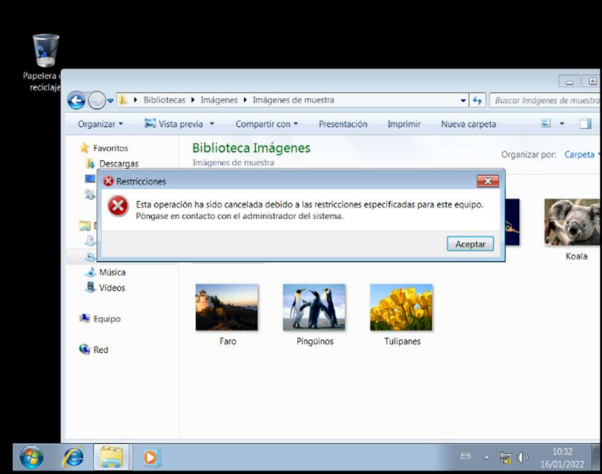 Papelera
reciclaje
Bibliotecas ▸ Imágenes ▸ Imágenes de muestra
Buscar Imágenes de muestra
Organizar
Vista previa
Compartir con
Presentación
Imprimir
Nueva carpeta
Favoritos
Descargas
Biblioteca Imágenes
Imágenes de muestra
Organizar por: Carpeta
Restricciones
Esta operación ha sido cancelada debido a las restricciones especificadas para este equipo.
Póngase en contacto con el administrador del sistema.
Aceptar
Koala
Música
Vídeos
Equipo
Red
Faro
Pingüinos
Tulipanes
ES
10:32
16/01/2022